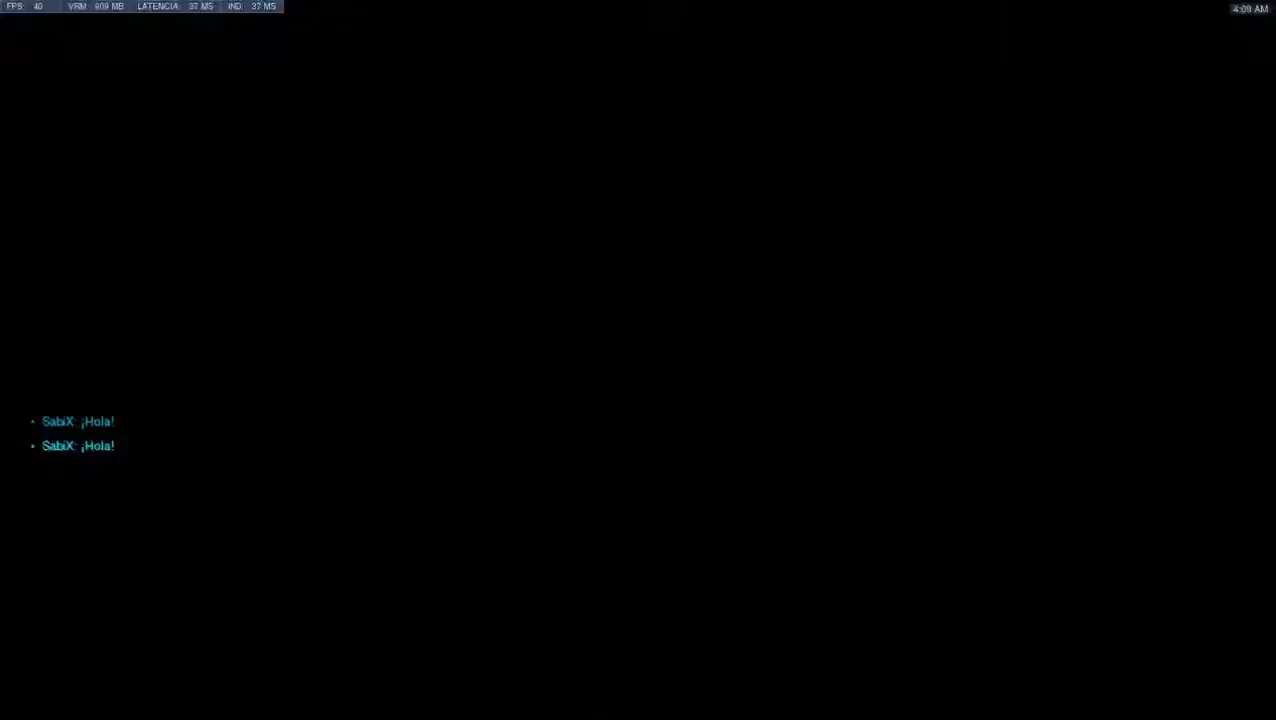 FPS: 40 VRM: 809 MB LATENCIA: 37 MS IND: 37 MS
4:09 AM
• SabiX: ¡Hola!
• SabiX: ¡Hola!